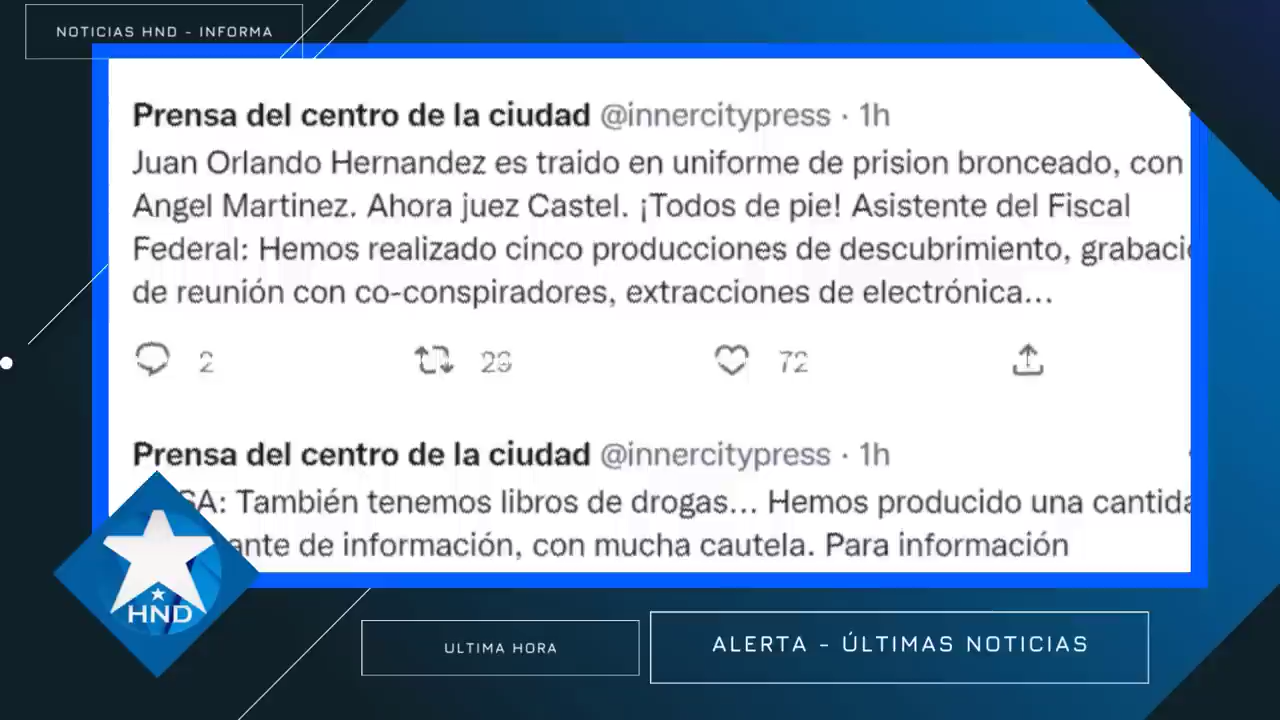 NOTICIAS HND - INFORMA
Prensa del centro de la ciudad @innercitypress · 1h
Juan Orlando Hernandez es traido en uniforme de prision bronceado, con
Angel Martinez. Ahora juez Castel. ¡Todos de pie! Asistente del Fiscal
Federal: Hemos realizado cinco producciones de descubrimiento,
de reunión con co-conspiradores, extracciones de electrónica...
2 72
Prensa del centro de la ciudad @innercitypress · 1h
También tenemos libros de drogas... Hemos producido una
de información, con mucha cautela. Para información
HND
ULTIMA HORA
ALERTA - ÚLTIMAS NOTICIAS